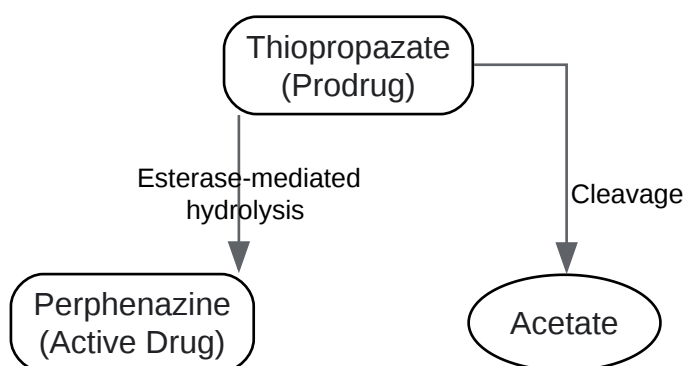 Thiopropazate
(Prodrug)
Esterase-mediated
hydrolysis
Cleavage
Perphenazine
(Active Drug)
Acetate